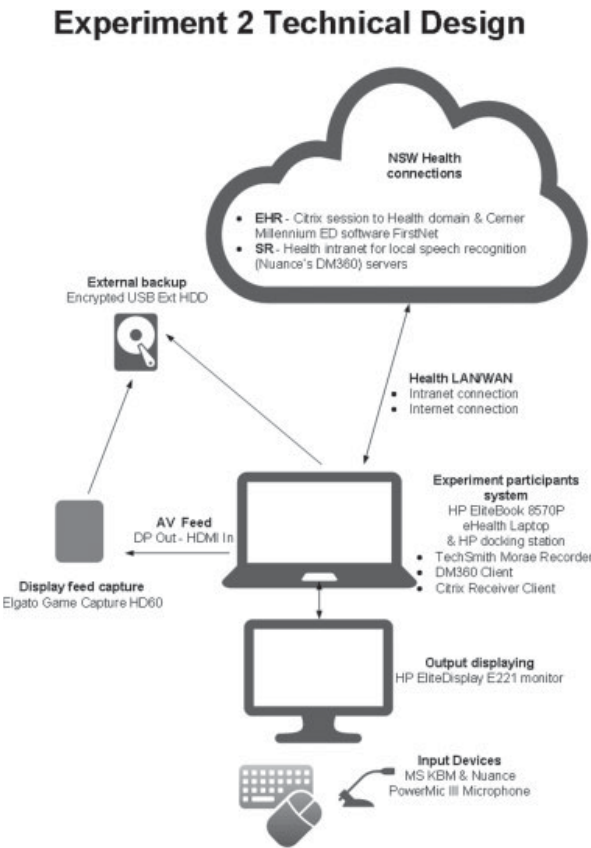 Experiment 2 Technical Design
NSW Health
connections
• EHR - Citrix session to Health domain & Cerner
Millennium ED software FirstNet
• SR - Health intranet for local speech recognition
(Nuance's DM360) servers
External backup
Encrypted USB Ext HDD
Health LAN/WAN
• Intranet connection
• Internet connection
AV Feed
DP Out - HDMI In
Experiment participants
system
HP EliteBook 8570P
eHealth Laptop
& HP docking station
• TechSmith Morae Recorder
• DM360 Client
• Citrix Receiver Client
Display feed capture
Elgato Game Capture HD60
Output displaying
HP EliteDisplay E221 monitor
Input Devices
MS KBM & Nuance
PowerMic III Microphone